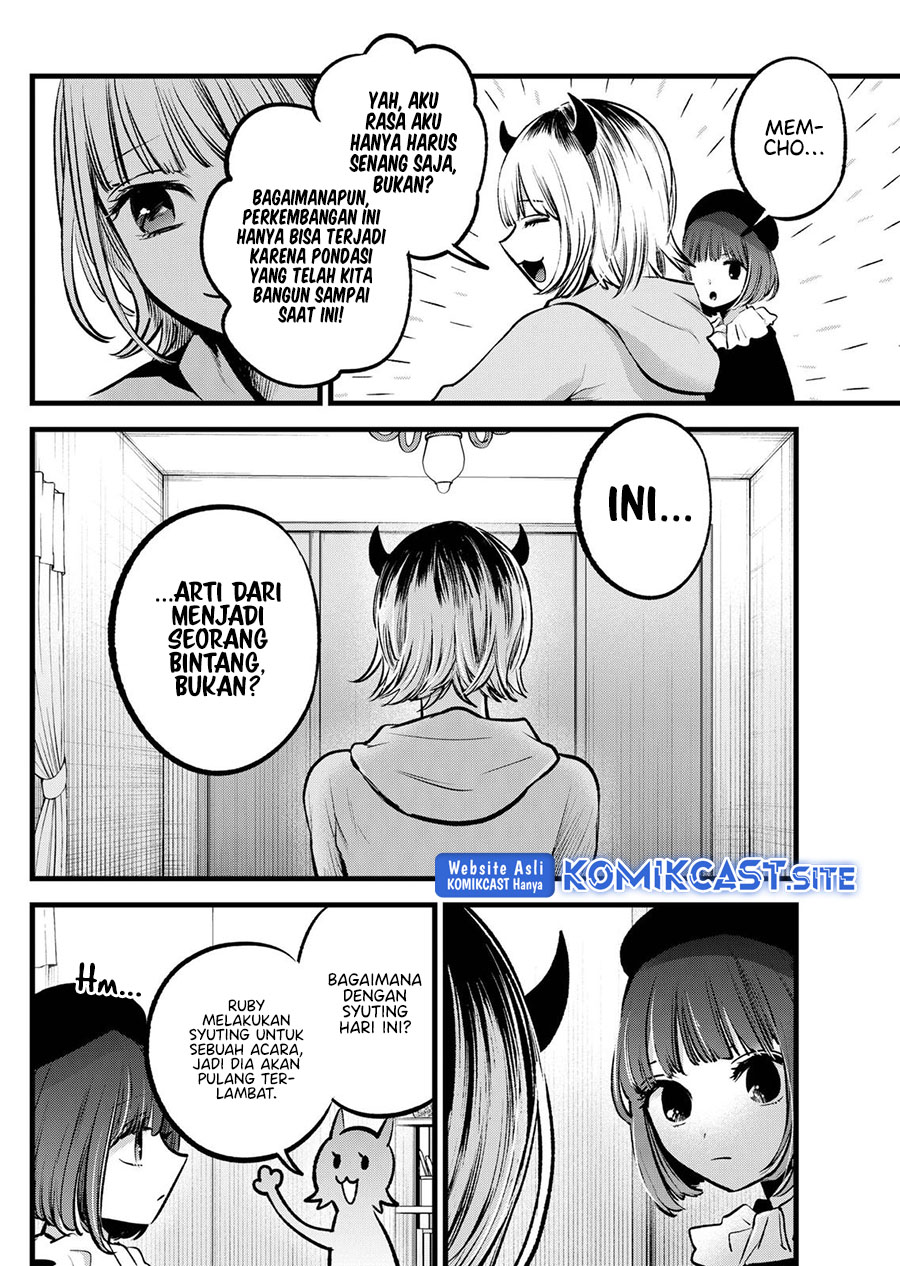 MEM-
CHO...
YAH, AKU
RASA AKU
HANYA HARUS
SENANG SAJA,
BUKAN?
BAGAIMANAPUN,
PERKEMBANGAN INI
HANYA BISA TERJADI
KARENA PONDASI
YANG TELAH KITA
BANGUN SAMPAI
SAAT INI!
INI...
...ARTI DARI
MENJADI
SEORANG
BINTANG,
BUKAN?
Website Asli
KOMIKCAST Hanya
KOMIKCAST.SITE
BAGAIMANA
DENGAN
SYUTING
HARI INI?
RUBY
MELAKUKAN
SYUTING UNTUK
SEBUAH ACARA,
JADI DIA AKAN
PULANG TER-
LAMBAT.
Hm...